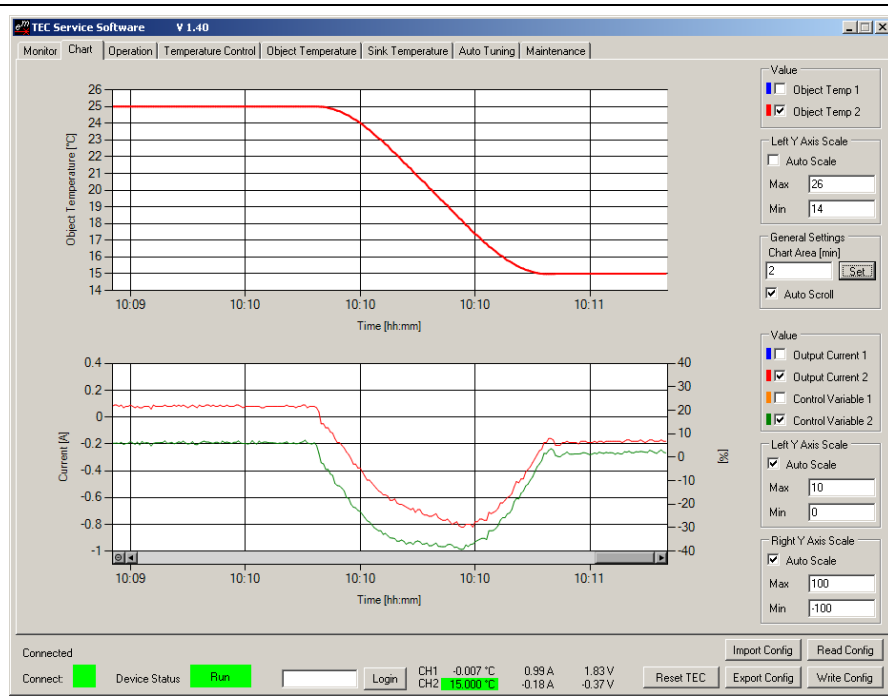 TEC Service Software V 1.40
Monitor Chart Operation Temperature Control Object Temperature Sink Temperature Auto Tuning Maintenance
Object Temperature [°C]
26
25
24
23
22
21
20
19
18
17
16
15
14
10:09 10:10 10:10 10:10 10:11
Time [hh:mm]
Current [A]
0.4
0.2
0
-0.2
-0.4
-0.6
-0.8
-1
40
30
20
10
0
-10
-20
-30
-40
[%]
10:09 10:10 10:10 10:10 10:11
Time [hh:mm]
Value
Object Temp 1
Object Temp 2
Left Y Axis Scale
Auto Scale
Max 26
Min 14
General Settings
Chart Area [min]
2 Set
Auto Scroll
Value
Output Current 1
Output Current 2
Control Variable 1
Control Variable 2
Left Y Axis Scale
Auto Scale
Max 10
Min 0
Right Y Axis Scale
Auto Scale
Max 100
Min -100
Connected
Connect: Device Status Run Login
CH1 -0.007 °C 0.99 A 1.83 V
CH2 15.000 °C -0.18 A -0.37 V
Reset TEC
Import Config Read Config
Export Config Write Config